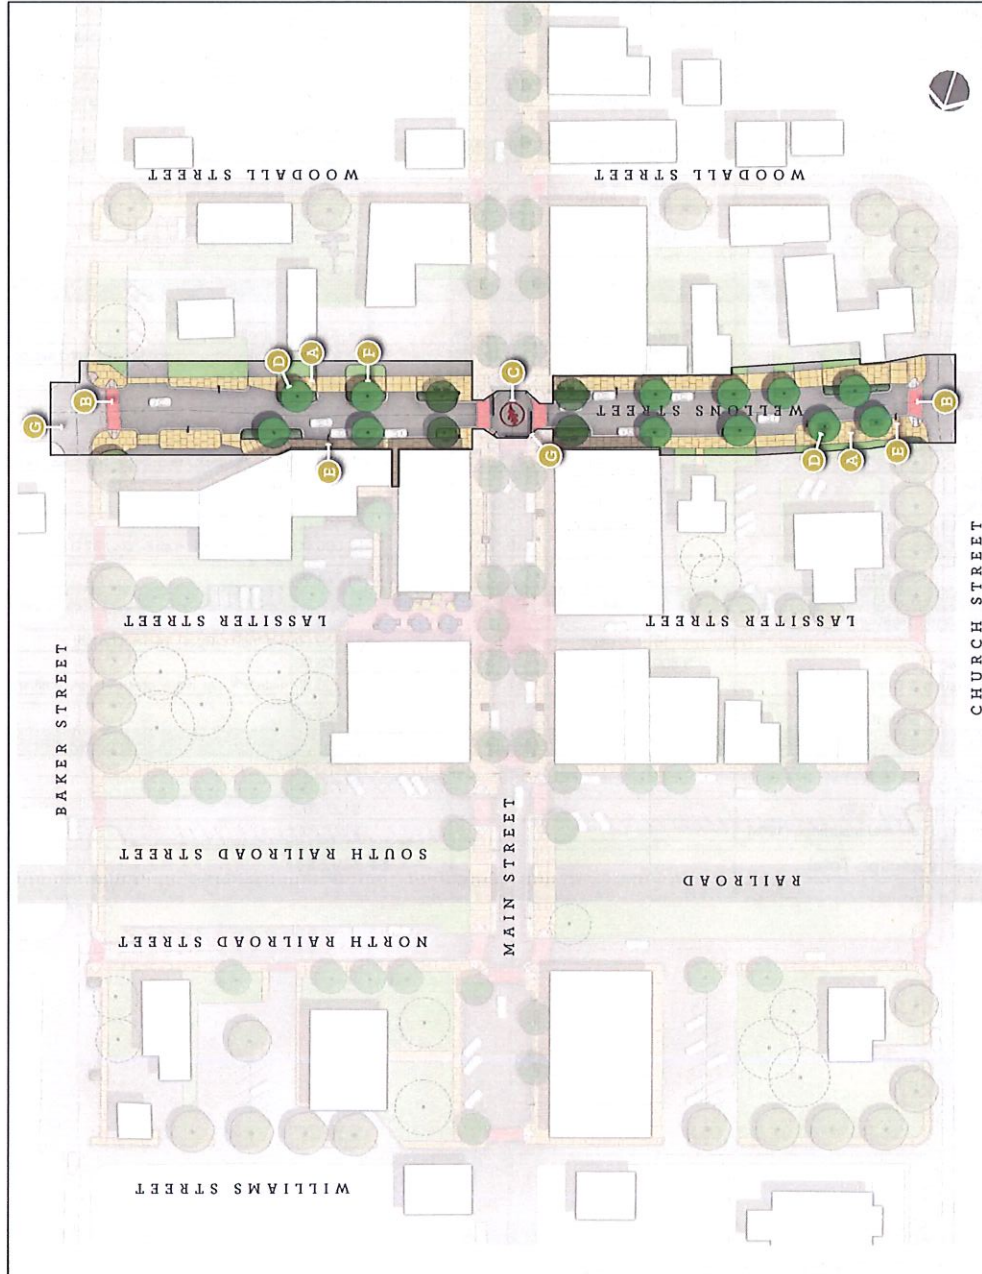 WOODALL STREET
WOODALL STREET
D
A
F
C
B
B
WELLONS STREET
G
E
G
D
A
E
LASSITER STREET
LASSITER STREET
BAKER STREET
CHURCH STREET
MAIN STREET
SOUTH RAILROAD STREET
RAILROAD
NORTH RAILROAD STREET
WILLIAMS STREET